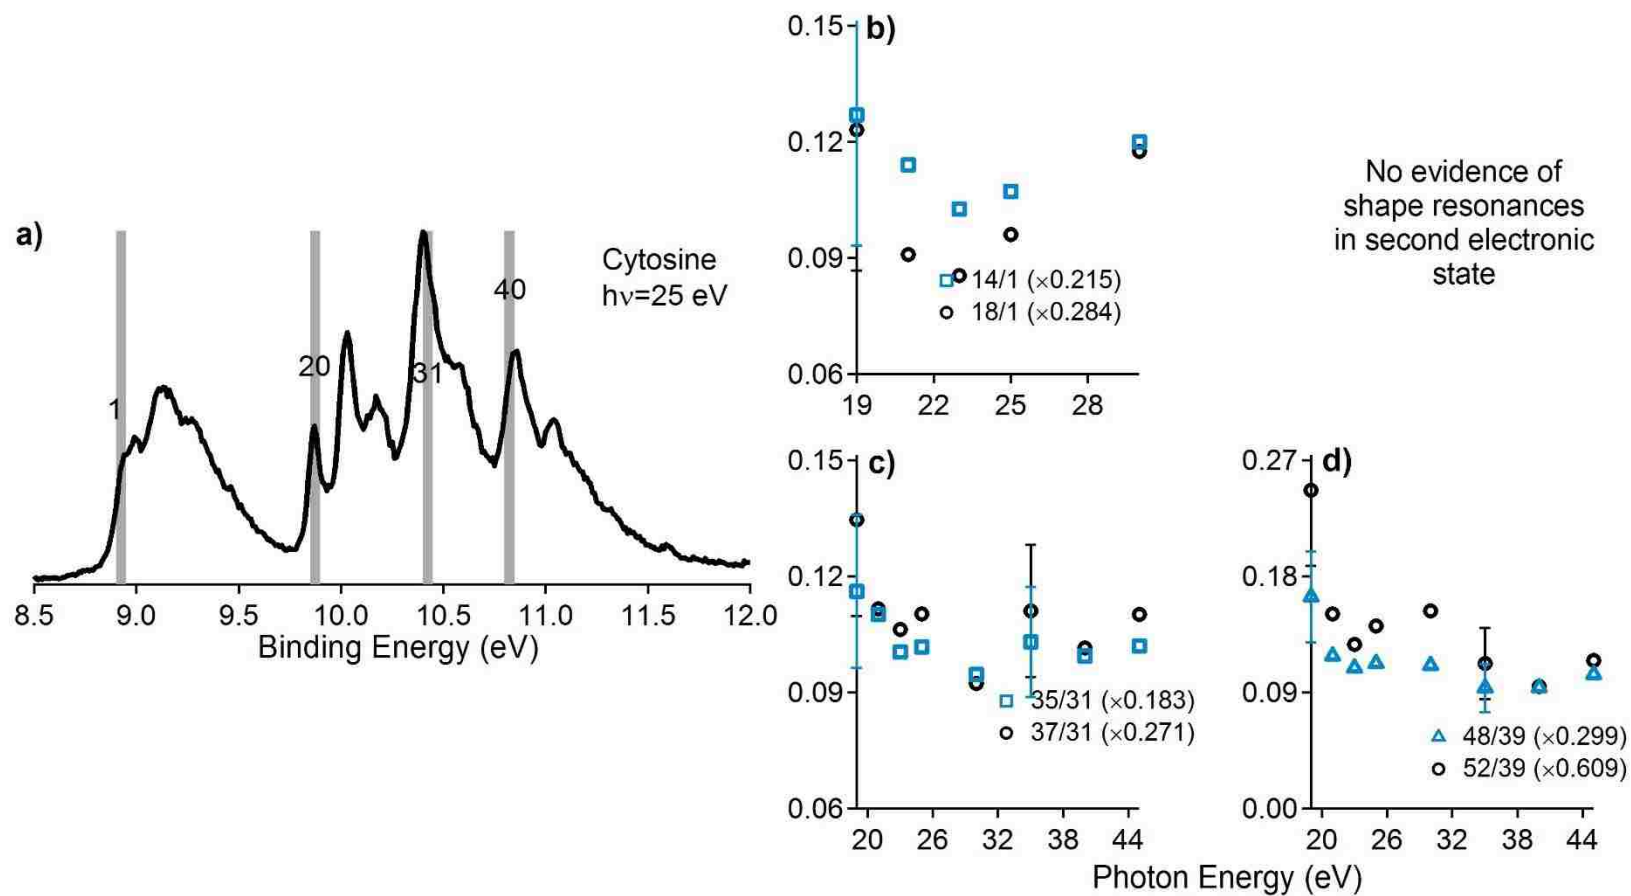 a)
Cytosine
hν=25 eV
1
20
31
40
8.5 9.0 9.5 10.0 10.5 11.0 11.5 12.0
Binding Energy (eV)
b)
0.15
0.12
0.09
0.06
14/1 (×0.215)
18/1 (×0.284)
19 22 25 28
No evidence of
shape resonances
in second electronic
state
c)
0.15
0.12
0.09
0.06
35/31 (×0.183)
37/31 (×0.271)
20 26 32 38 44
d)
0.27
0.18
0.09
0.00
48/39 (×0.299)
52/39 (×0.609)
20 26 32 38 44
Photon Energy (eV)